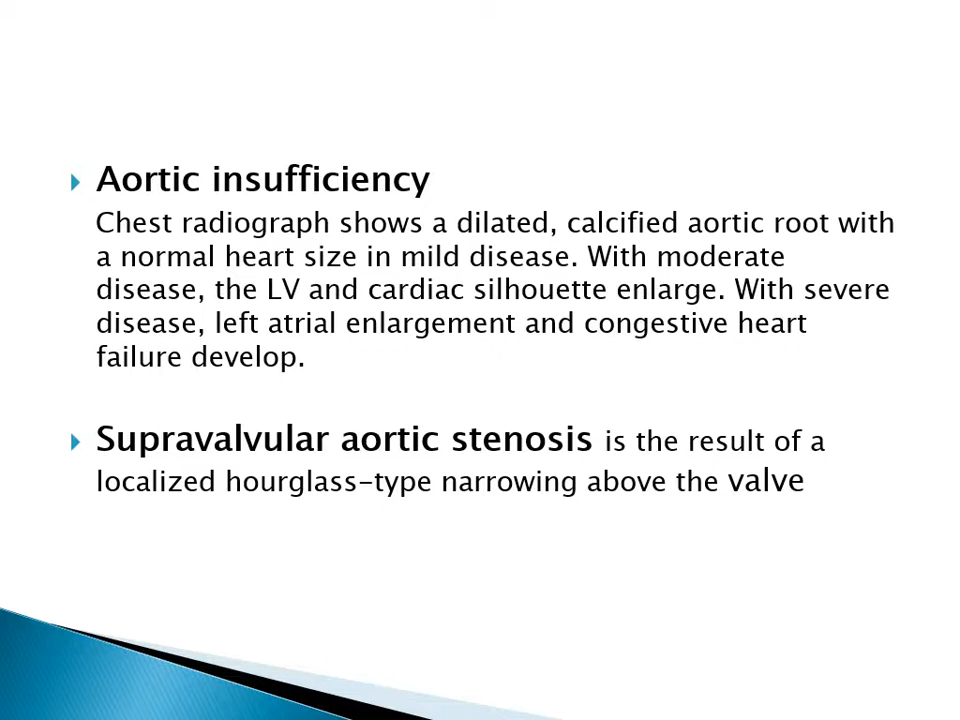 Aortic insufficiency
Chest radiograph shows a dilated, calcified aortic root with
a normal heart size in mild disease. With moderate
disease, the LV and cardiac silhouette enlarge. With severe
disease, left atrial enlargement and congestive heart
failure develop.
Supravalvular aortic stenosis is the result of a
localized hourglass-type narrowing above the valve